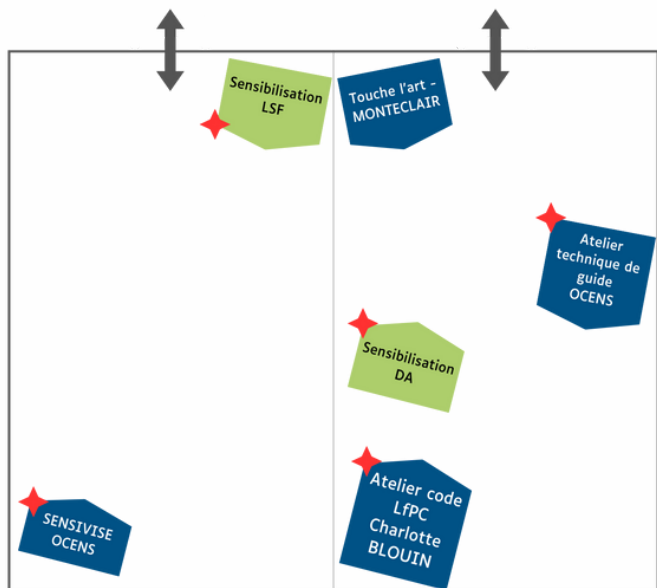 Sensibilisation
LSF
Touche l'art -
MONTECLAIR
Atelier
technique de
guide
OCENS
Sensibilisation
DA
Atelier code
LfPC
Charlotte
BLOUIN
SENSIVISE
OCENS